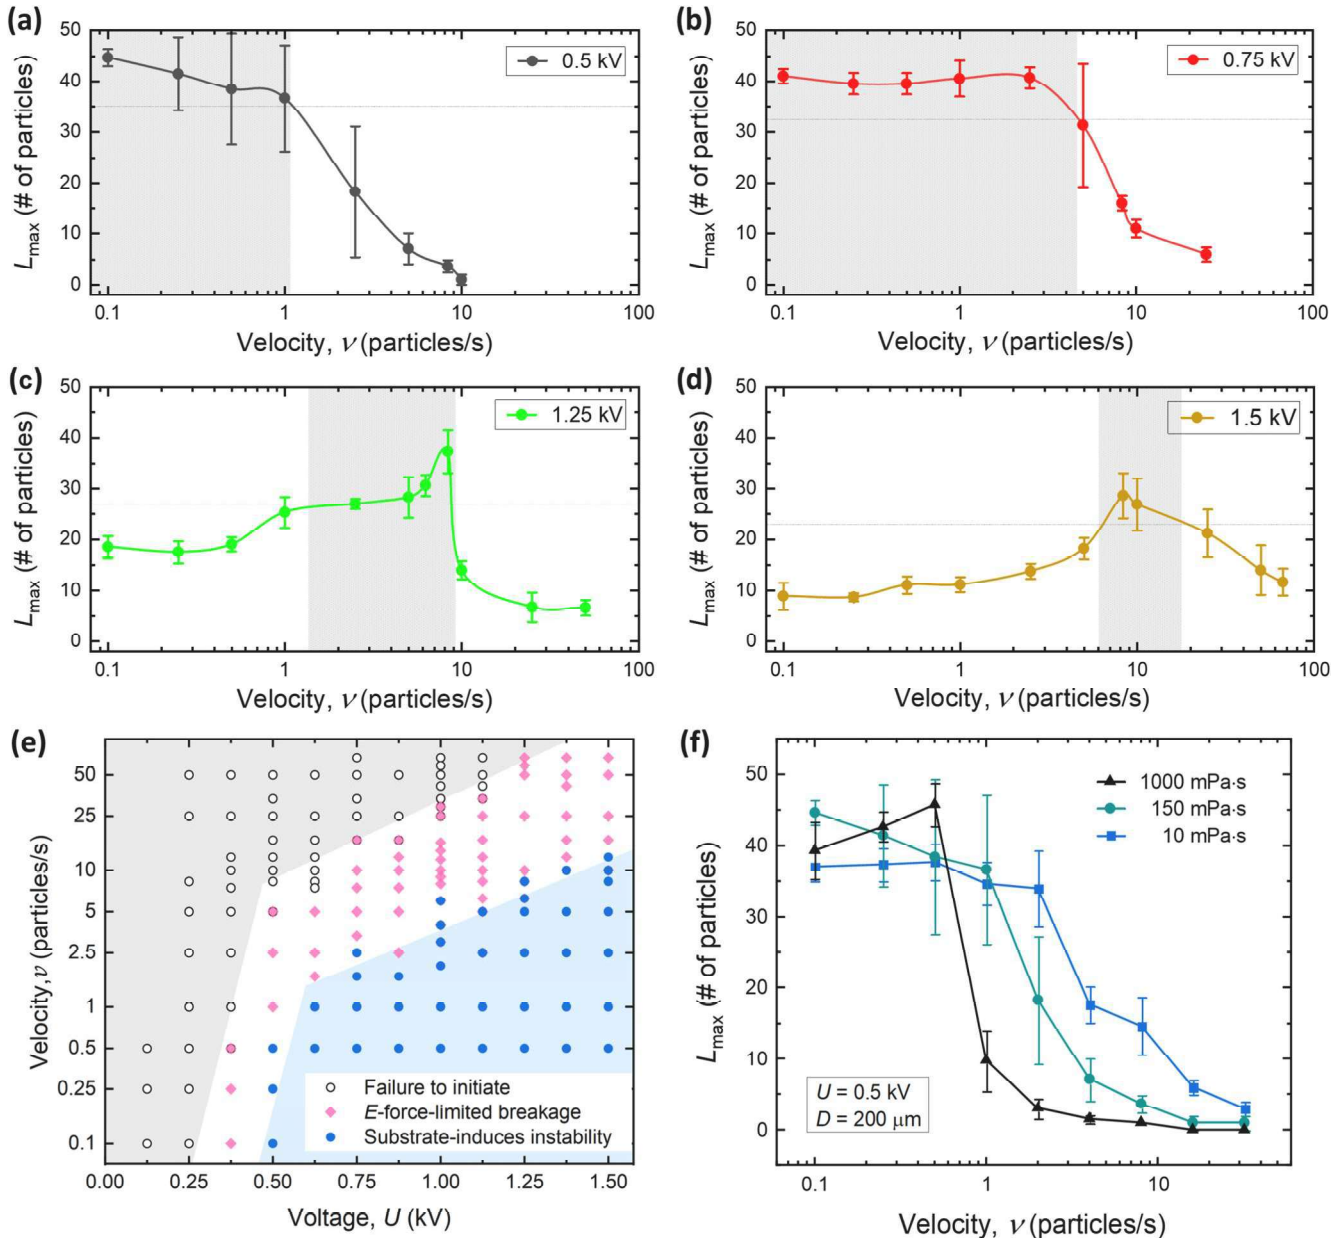 (a)
50
40
30
20
10
0
0.1
1
10
100
0.5 kV
Lmax (# of particles)
Velocity, ν (particles/s)
(b)
50
40
30
20
10
0
0.1
1
10
100
0.75 kV
Lmax (# of particles)
Velocity, ν (particles/s)
(c)
50
40
30
20
10
0
0.1
1
10
100
1.25 kV
Lmax (# of particles)
Velocity, ν (particles/s)
(d)
50
40
30
20
10
0
0.1
1
10
100
1.5 kV
Lmax (# of particles)
Velocity, ν (particles/s)
(e)
50
25
10
5
2.5
1
0.5
0.25
0.1
0.00
0.25
0.50
0.75
1.00
1.25
1.50
Failure to initiate
E-force-limited breakage
Substrate-induces instability
Velocity, ν (particles/s)
Voltage, U (kV)
(f)
50
40
30
20
10
0
0.1
1
10
1000 mPa·s
150 mPa·s
10 mPa·s
U = 0.5 kV
D = 200 μm
Lmax (# of particles)
Velocity, ν (particles/s)